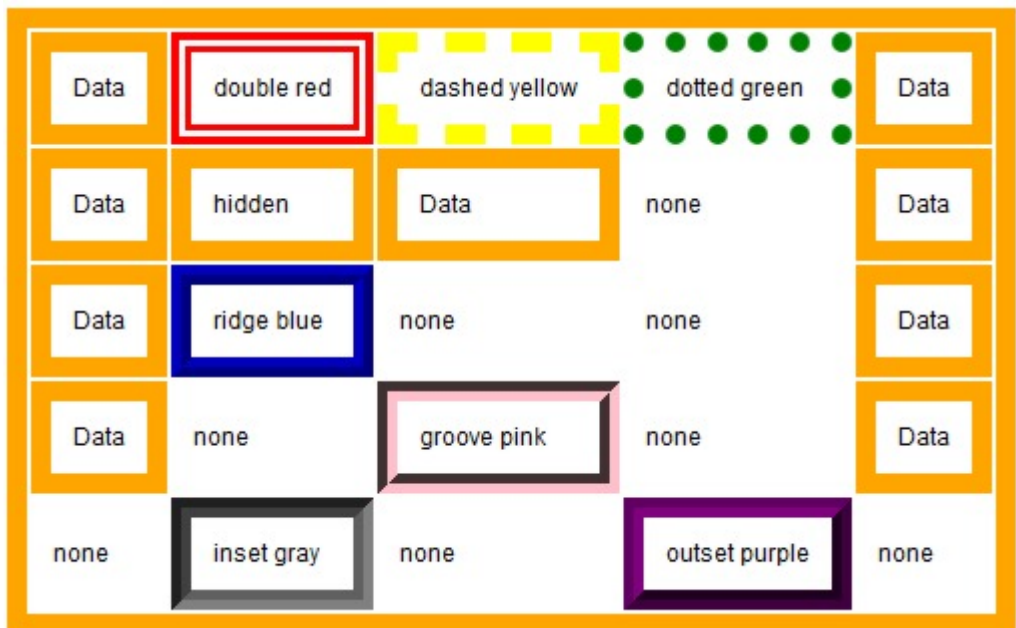 Data double red dashed yellow dotted green Data
Data hidden Data none Data
Data ridge blue none none Data
Data none groove pink none Data
none inset gray none outset purple none